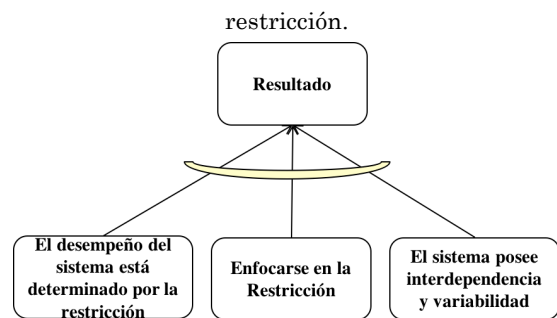 restricción.
Resultado
El desempeño del
sistema está
determinado por la
restricción
Enfocarse en la
Restricción
El sistema posee
interdependencia
y variabilidad